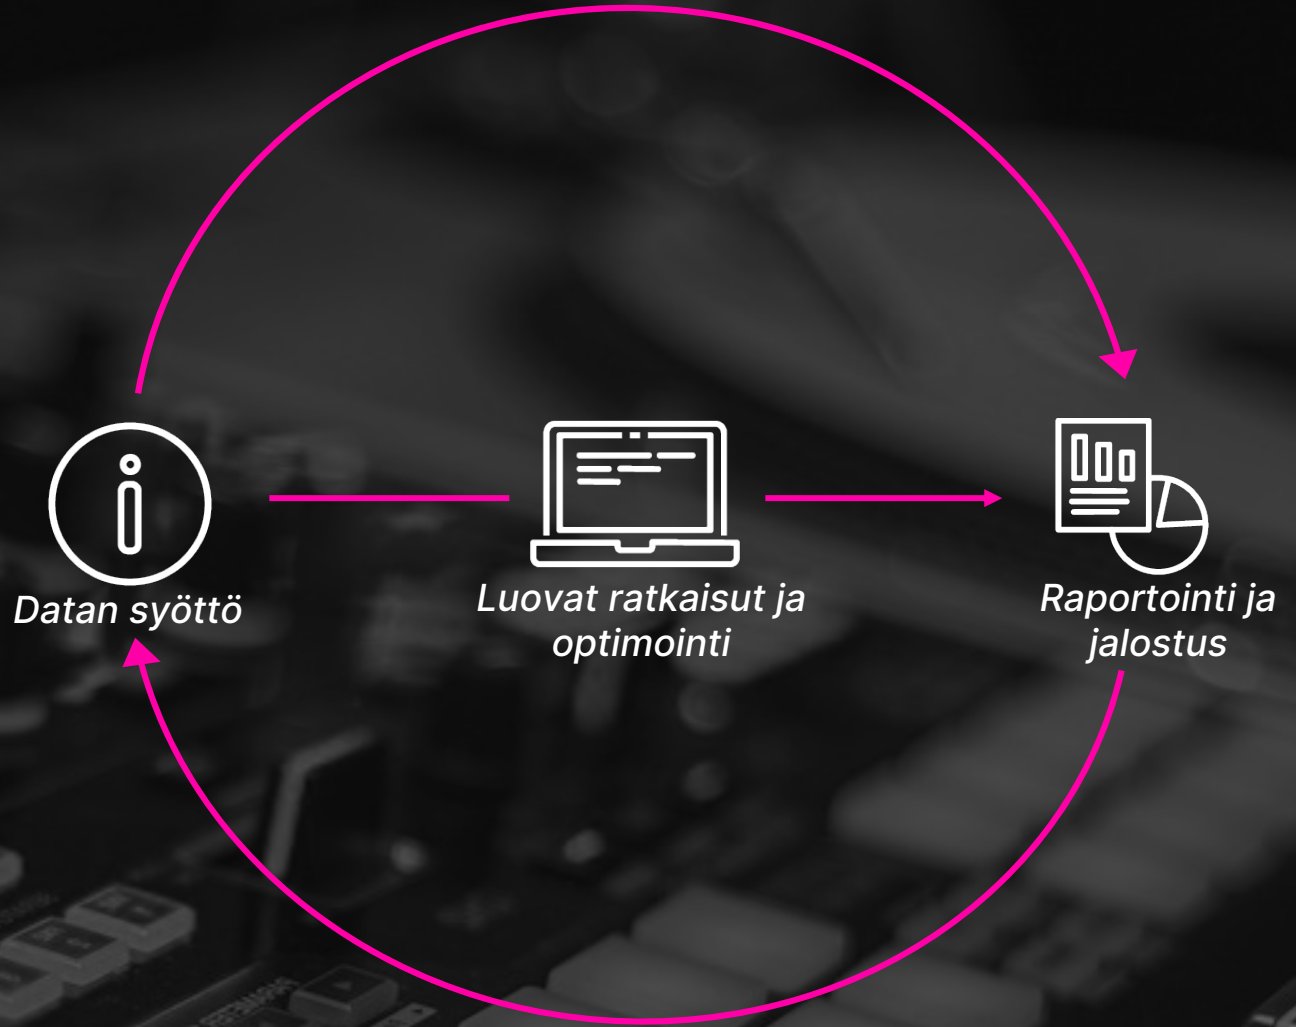 Datan syöttö
Luovat ratkaisut ja
optimointi
Raportointi ja
jalostus